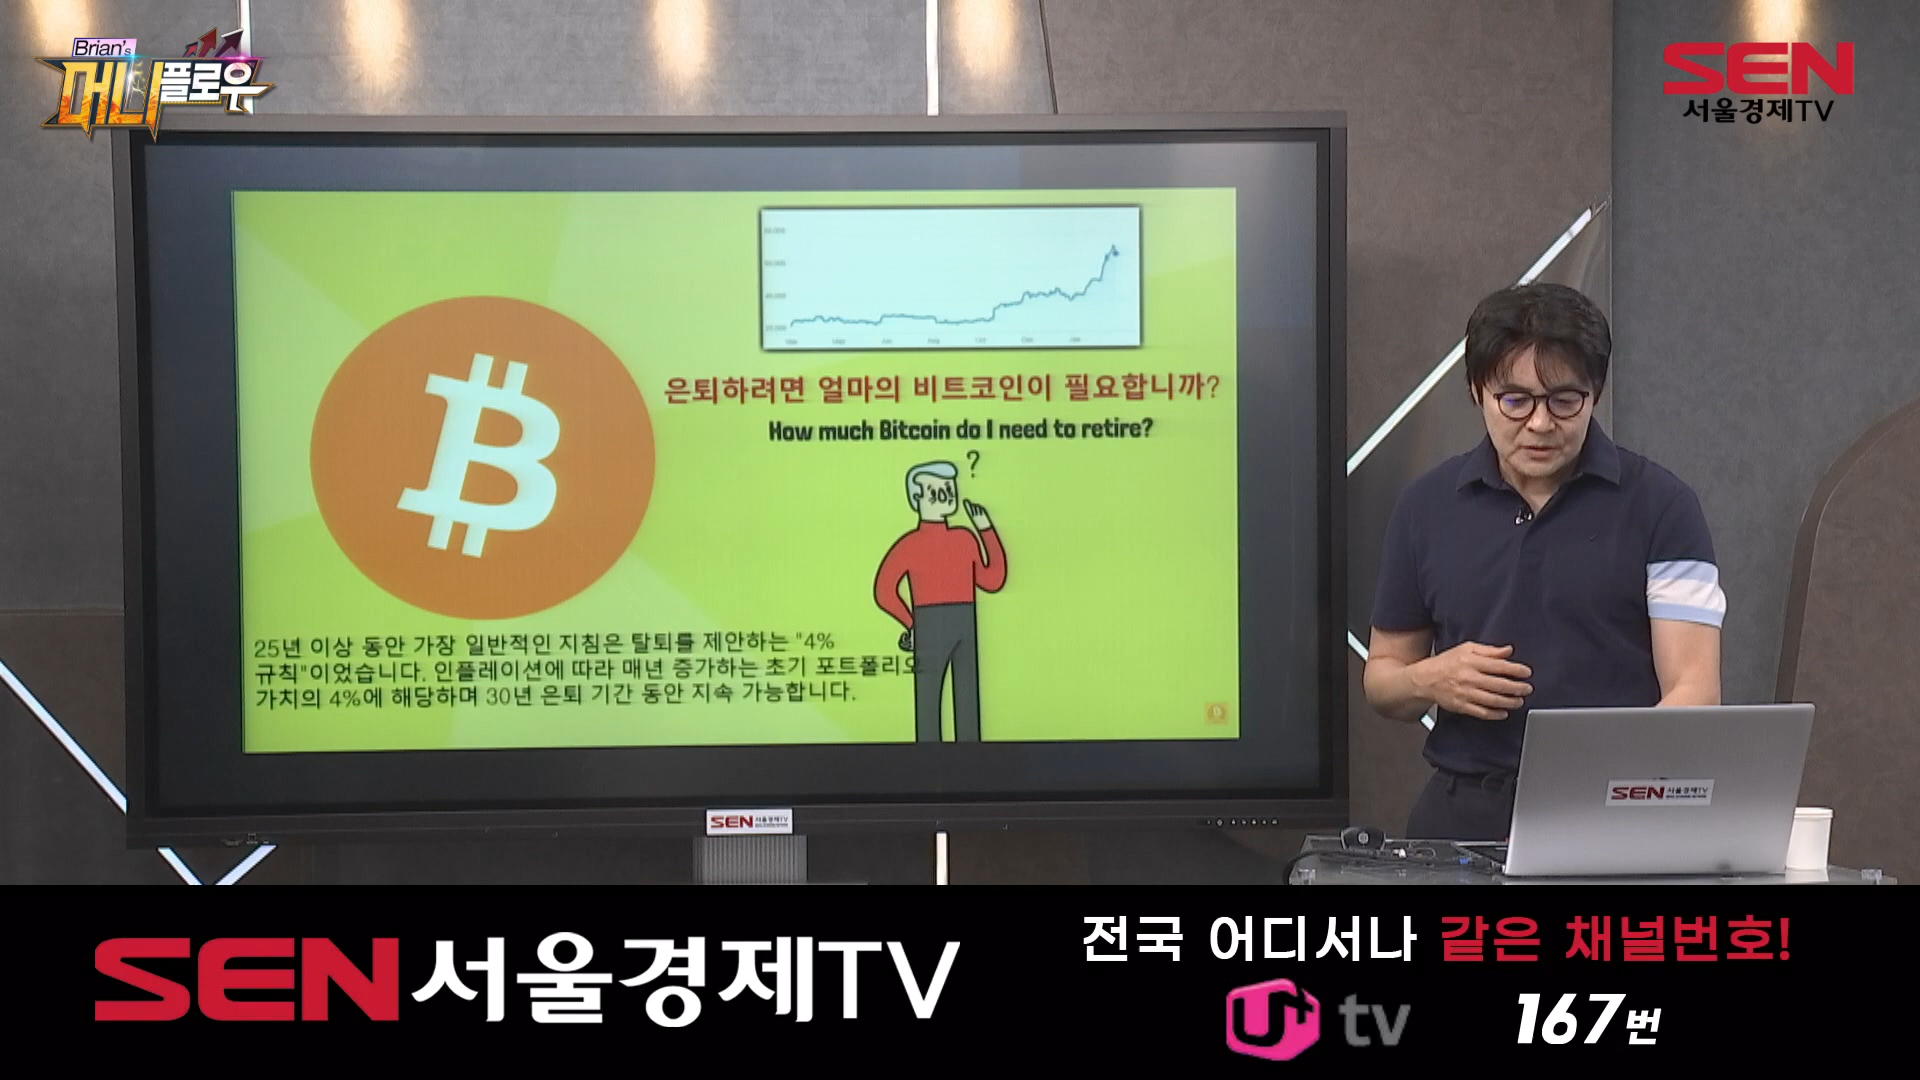 Brian's
머니플로우
SEN
서울경제TV
은퇴하려면 얼마의 비트코인이 필요합니까?
How much Bitcoin do I need to retire?
?
25년 이상 동안 가장 일반적인 지침은 탈퇴를 제안하는 "4%
규칙"이었습니다. 인플레이션에 따라 매년 증가하는 초기 포트폴리오
가치의 4%에 해당하며 30년 은퇴 기간 동안 지속 가능합니다.
SEN 서울경제TV
SEN 서울경제TV
SEN 서울경제TV
전국 어디서나 같은 채널번호!
U+ tv 167번